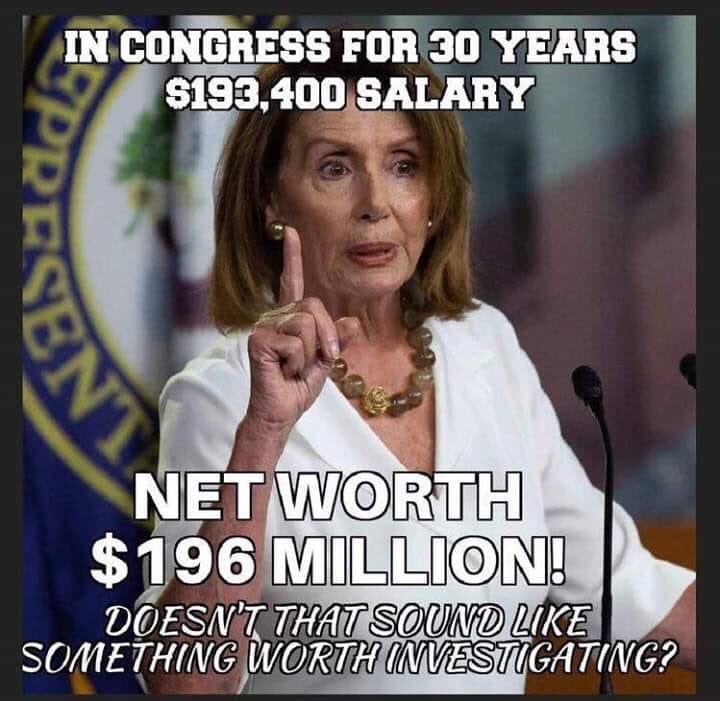 IN CONGRESS FOR 30 YEARS
$193,400 SALARY
EPRESENT
NET WORTH
$196 MILLION!
DOESN'T THAT SOUND LIKE
SOMETHING WORTH INVESTIGATING?